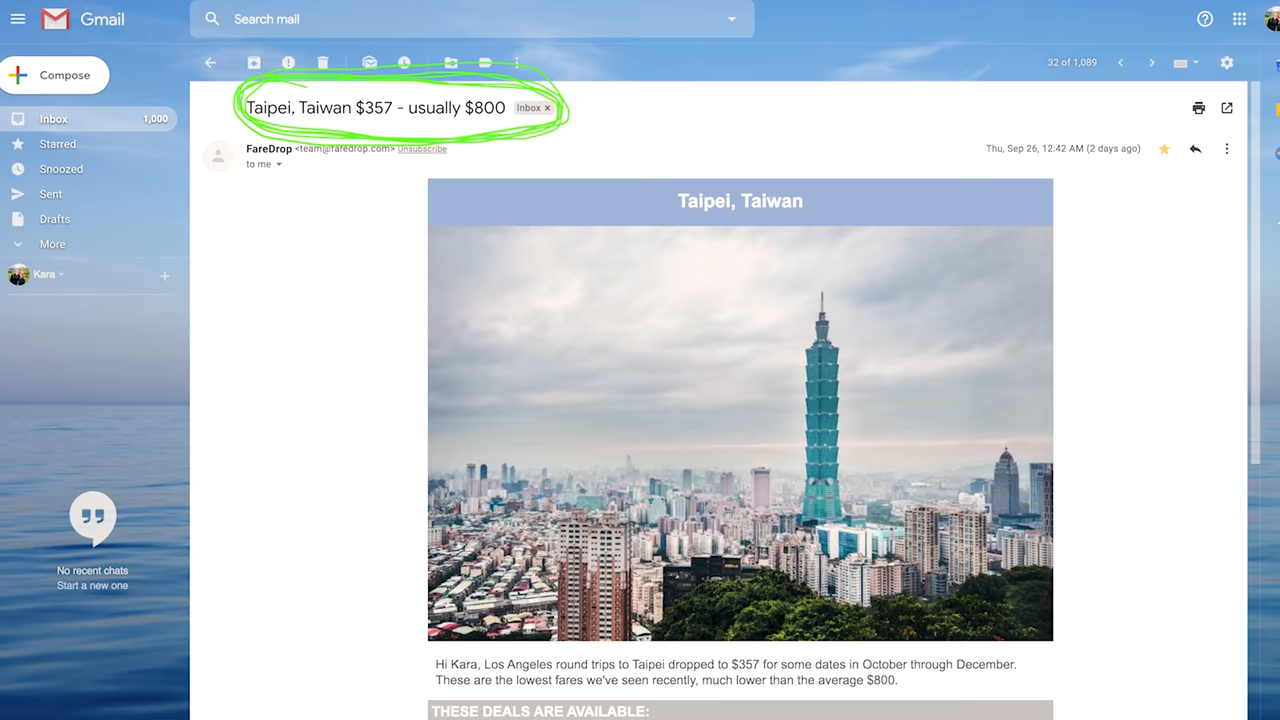 Gmail
Search mail
Compose
32 of 1,089
Inbox 1,000
Starred
Snoozed
Sent
Drafts
More
Kara
Taipei, Taiwan $357 - usually $800 Inbox ×
FareDrop <team@faredrop.com> Unsubscribe
Thu, Sep 26, 12:42 AM (2 days ago)
to me
Taipei, Taiwan
No recent chats
Start a new one
Hi Kara, Los Angeles round trips to Taipei dropped to $357 for some dates in October through December.
These are the lowest fares we've seen recently, much lower than the average $800.
THESE DEALS ARE AVAILABLE: